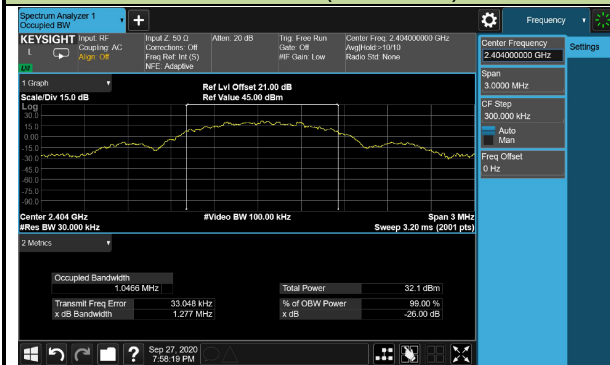 Spectrum Analyzer 1
Occupied BW
Frequency
KEYSIGHT
Input: RF
Coupling: AC
Align: Off
Input Z: 50 Ω
Corrections: Off
Freq Ref: Int (S)
NFE: Adaptive
Atten: 20 dB
Trig: Free Run
Gate: Off
#IF Gain: Low
Center Freq: 2.404000000 GHz
Avg|Hold:>10/10
Radio Std: None
Center Frequency
2.404000000 GHz
Settings
Span
3.0000 MHz
CF Step
300.000 kHz
Auto
Man
Freq Offset
0 Hz
1 Graph
Scale/Div 15.0 dB
Ref Lvl Offset 21.00 dB
Ref Value 45.00 dBm
Log
30.0
15.0
0.00
-15.0
-30.0
-45.0
-60.0
-75.0
-90.0
Center 2.404 GHz
#Video BW 100.00 kHz
Span 3 MHz
#Res BW 30.000 kHz
Sweep 3.20 ms (2001 pts)
2 Metrics
Occupied Bandwidth
1.0466 MHz
Total Power 32.1 dBm
Transmit Freq Error 33.048 kHz
% of OBW Power 99.00 %
x dB Bandwidth 1.277 MHz
x dB -26.00 dB
?
Sep 27, 2020
7:58:19 PM